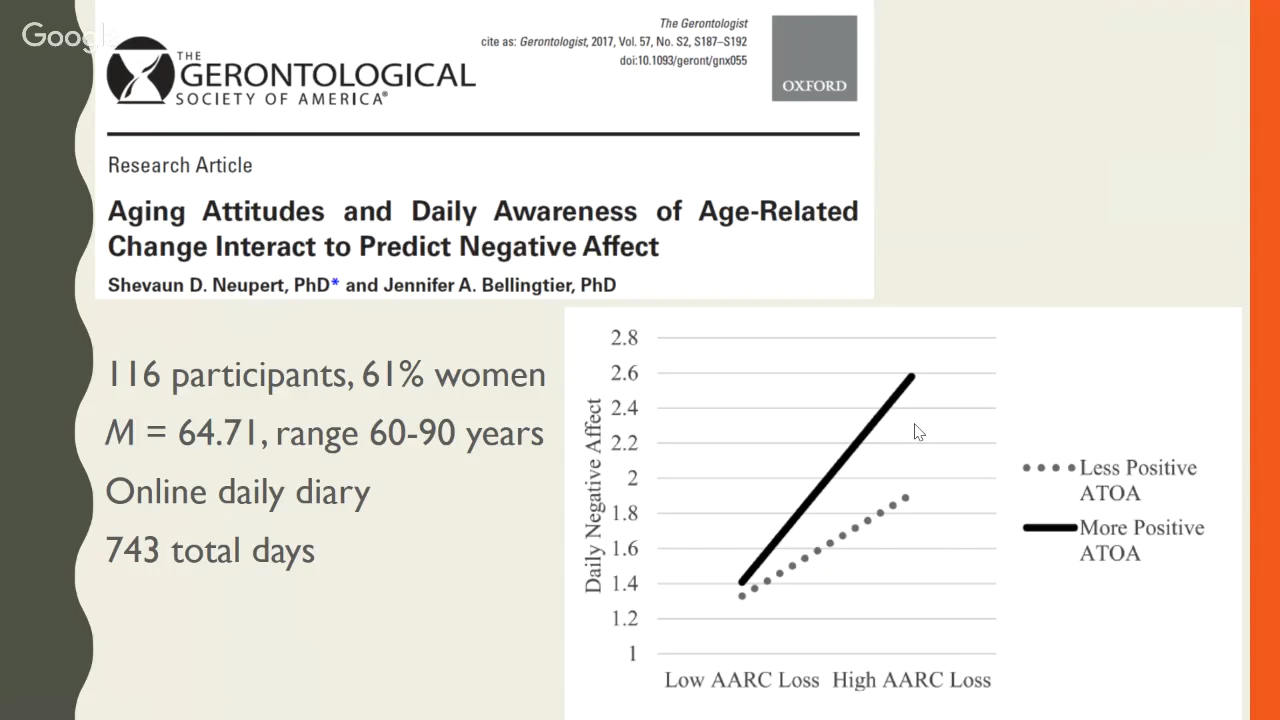 Google
The Gerontologist
cite as: Gerontologist, 2017, Vol. 57, No. S2, S187–S192
doi:10.1093/geront/gnx055
OXFORD
THE
GERONTOLOGICAL
SOCIETY OF AMERICA®
Research Article
Aging Attitudes and Daily Awareness of Age-Related
Change Interact to Predict Negative Affect
Shevaun D. Neupert, PhD* and Jennifer A. Bellingtier, PhD
116 participants, 61% women
M = 64.71, range 60-90 years
Online daily diary
743 total days
Daily Negative Affect
2.8
2.6
2.4
2.2
2
1.8
1.6
1.4
1.2
1
Low AARC Loss High AARC Loss
Less Positive
ATOA
More Positive
ATOA